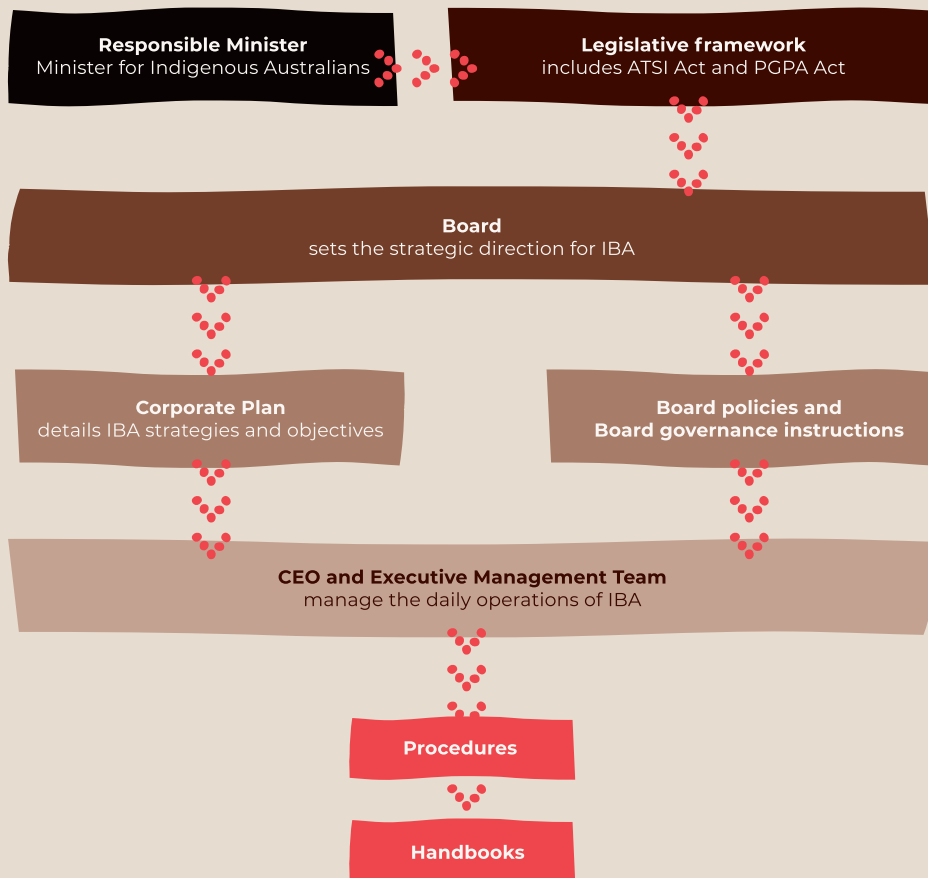 Responsible Minister
Minister for Indigenous Australians
Legislative framework
includes ATSI Act and PGPA Act
Board
sets the strategic direction for IBA
Corporate Plan
details IBA strategies and objectives
Board policies and
Board governance instructions
CEO and Executive Management Team
manage the daily operations of IBA
Procedures
Handbooks